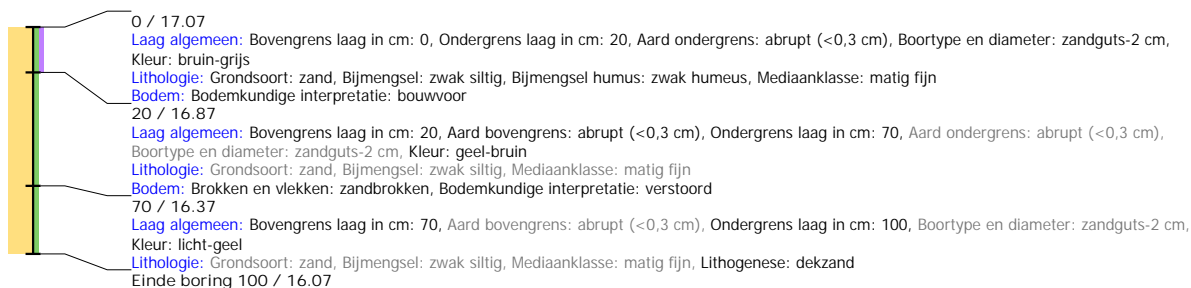 0 / 17.07
Laag algemeen: Bovengrens laag in cm: 0, Ondergrens laag in cm: 20, Aard ondergrens: abrupt (<0,3 cm), Boortype en diameter: zandguts-2 cm,
Kleur: bruin-grijs
Lithologie: Grondsoort: zand, Bijmengsel: zwak siltig, Bijmengsel humus: zwak humeus, Mediaanklasse: matig fijn
Bodem: Bodemkundige interpretatie: bouwvoor
20 / 16.87
Laag algemeen: Bovengrens laag in cm: 20, Aard bovengrens: abrupt (<0,3 cm), Ondergrens laag in cm: 70, Aard ondergrens: abrupt (<0,3 cm),
Boortype en diameter: zandguts-2 cm, Kleur: geel-bruin
Lithologie: Grondsoort: zand, Bijmengsel: zwak siltig, Mediaanklasse: matig fijn
Bodem: Brokken en vlekken: zandbrokken, Bodemkundige interpretatie: verstoord
70 / 16.37
Laag algemeen: Bovengrens laag in cm: 70, Aard bovengrens: abrupt (<0,3 cm), Ondergrens laag in cm: 100, Boortype en diameter: zandguts-2 cm,
Kleur: licht-geel
Lithologie: Grondsoort: zand, Bijmengsel: zwak siltig, Mediaanklasse: matig fijn, Lithogenese: dekzand
Einde boring 100 / 16.07